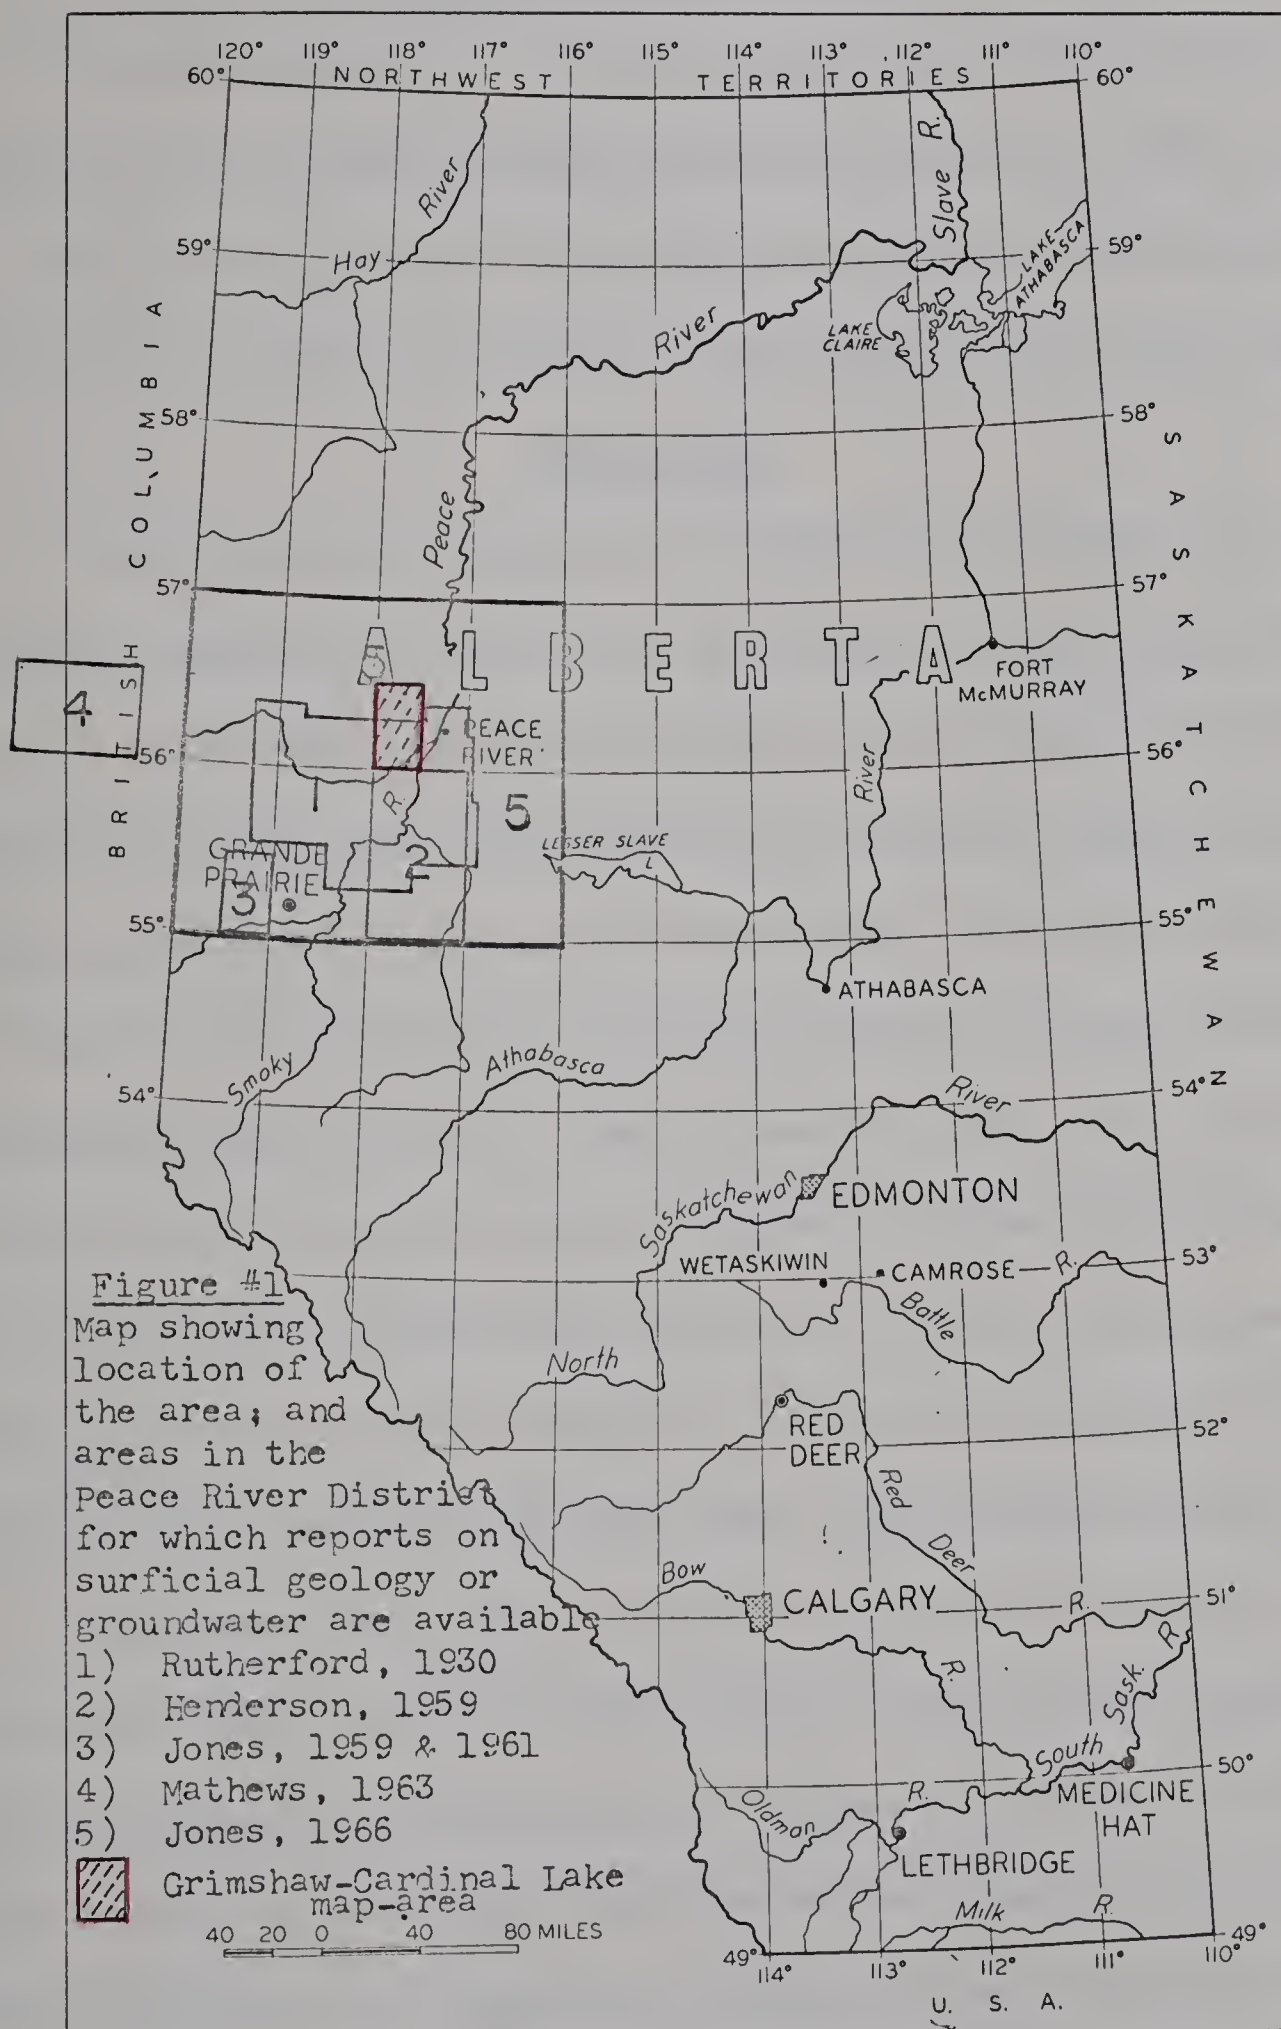 120° 119° 118° 117° 116° 115° 114° 113° 112° 111° 110°
60° NORTHWEST TERRITORIES 60°
Hay River
Slave R.
59° 59°
LAKE
ATHABASCA
LAKE
CLAIRE
River
58° 58°
Peace
57° 57°
BRITISH COLUMBIA
SASKATCHEWAN
ALBERTA
FORT
McMURRAY
4
PEACE
RIVER
56° 56°
1
R.
5
River
GRANDE
PRAIRIE
2
3
LESSER SLAVE
L
55° 55°
ATHABASCA
Smoky
Athabasca
54° 54°
River
Saskatchewan
EDMONTON
WETASKIWIN
CAMROSE
R.
53°
Battle
North
RED
DEER
52°
Red
Deer
R.
Bow
CALGARY
51°
R.
R.
Sask.
South
50°
MEDICINE
HAT
Oldman
R.
LETHBRIDGE
Milk R.
49° 49°
114° 113° 112° 111° 110°
U. S. A.
Figure #1
Map showing
location of
the area; and
areas in the
Peace River District
for which reports on
surficial geology or
groundwater are available
1) Rutherford, 1930
2) Henderson, 1959
3) Jones, 1959 & 1961
4) Mathews, 1963
5) Jones, 1966
Grimshaw-Cardinal Lake
map-area
40 20 0 40 80 MILES